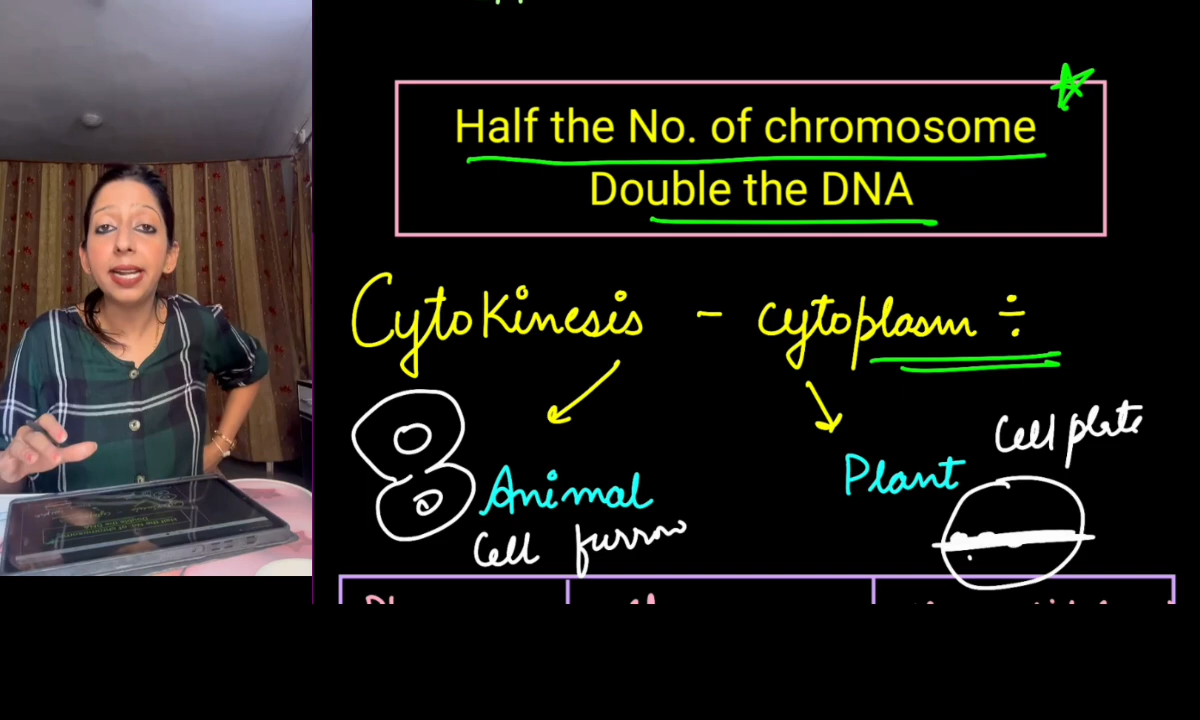 Half the No. of chromosome
Double the DNA
Cytokinesis - cytoplasm ÷
Cell plate
Plant
Animal
Cell furrow